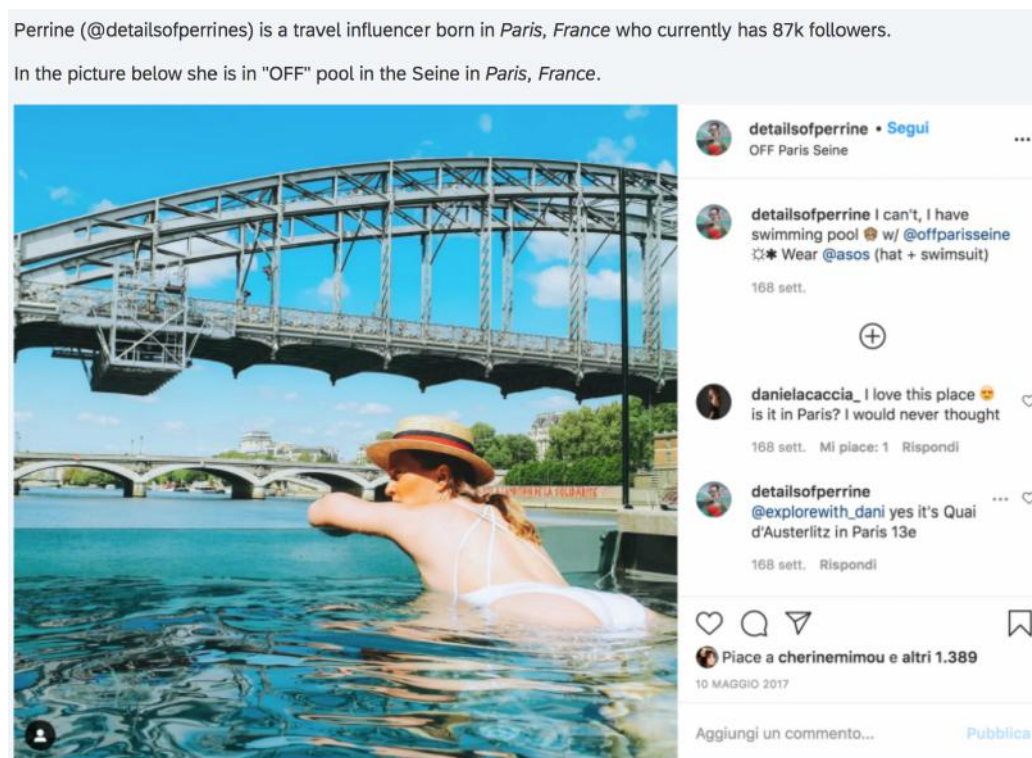 Perrine (@detailsofperrines) is a travel influencer born in Paris, France who currently has 87k followers.
In the picture below she is in "OFF" pool in the Seine in Paris, France.
detailsofperrine • Segui
OFF Paris Seine
detailsofperrine I can't, I have
swimming pool 🙊 w/ @offparisseine
☼✱ Wear @asos (hat + swimsuit)
168 sett.
danielacaccia_ I love this place 😍
is it in Paris? I would never thought
168 sett. Mi piace: 1 Rispondi
detailsofperrine
@explorewith_dani yes it's Quai
d'Austerlitz in Paris 13e
168 sett. Rispondi
DE LA SOLIDARITÉ
Piace a cherinemimou e altri 1.389
10 MAGGIO 2017
Aggiungi un commento... Pubblica